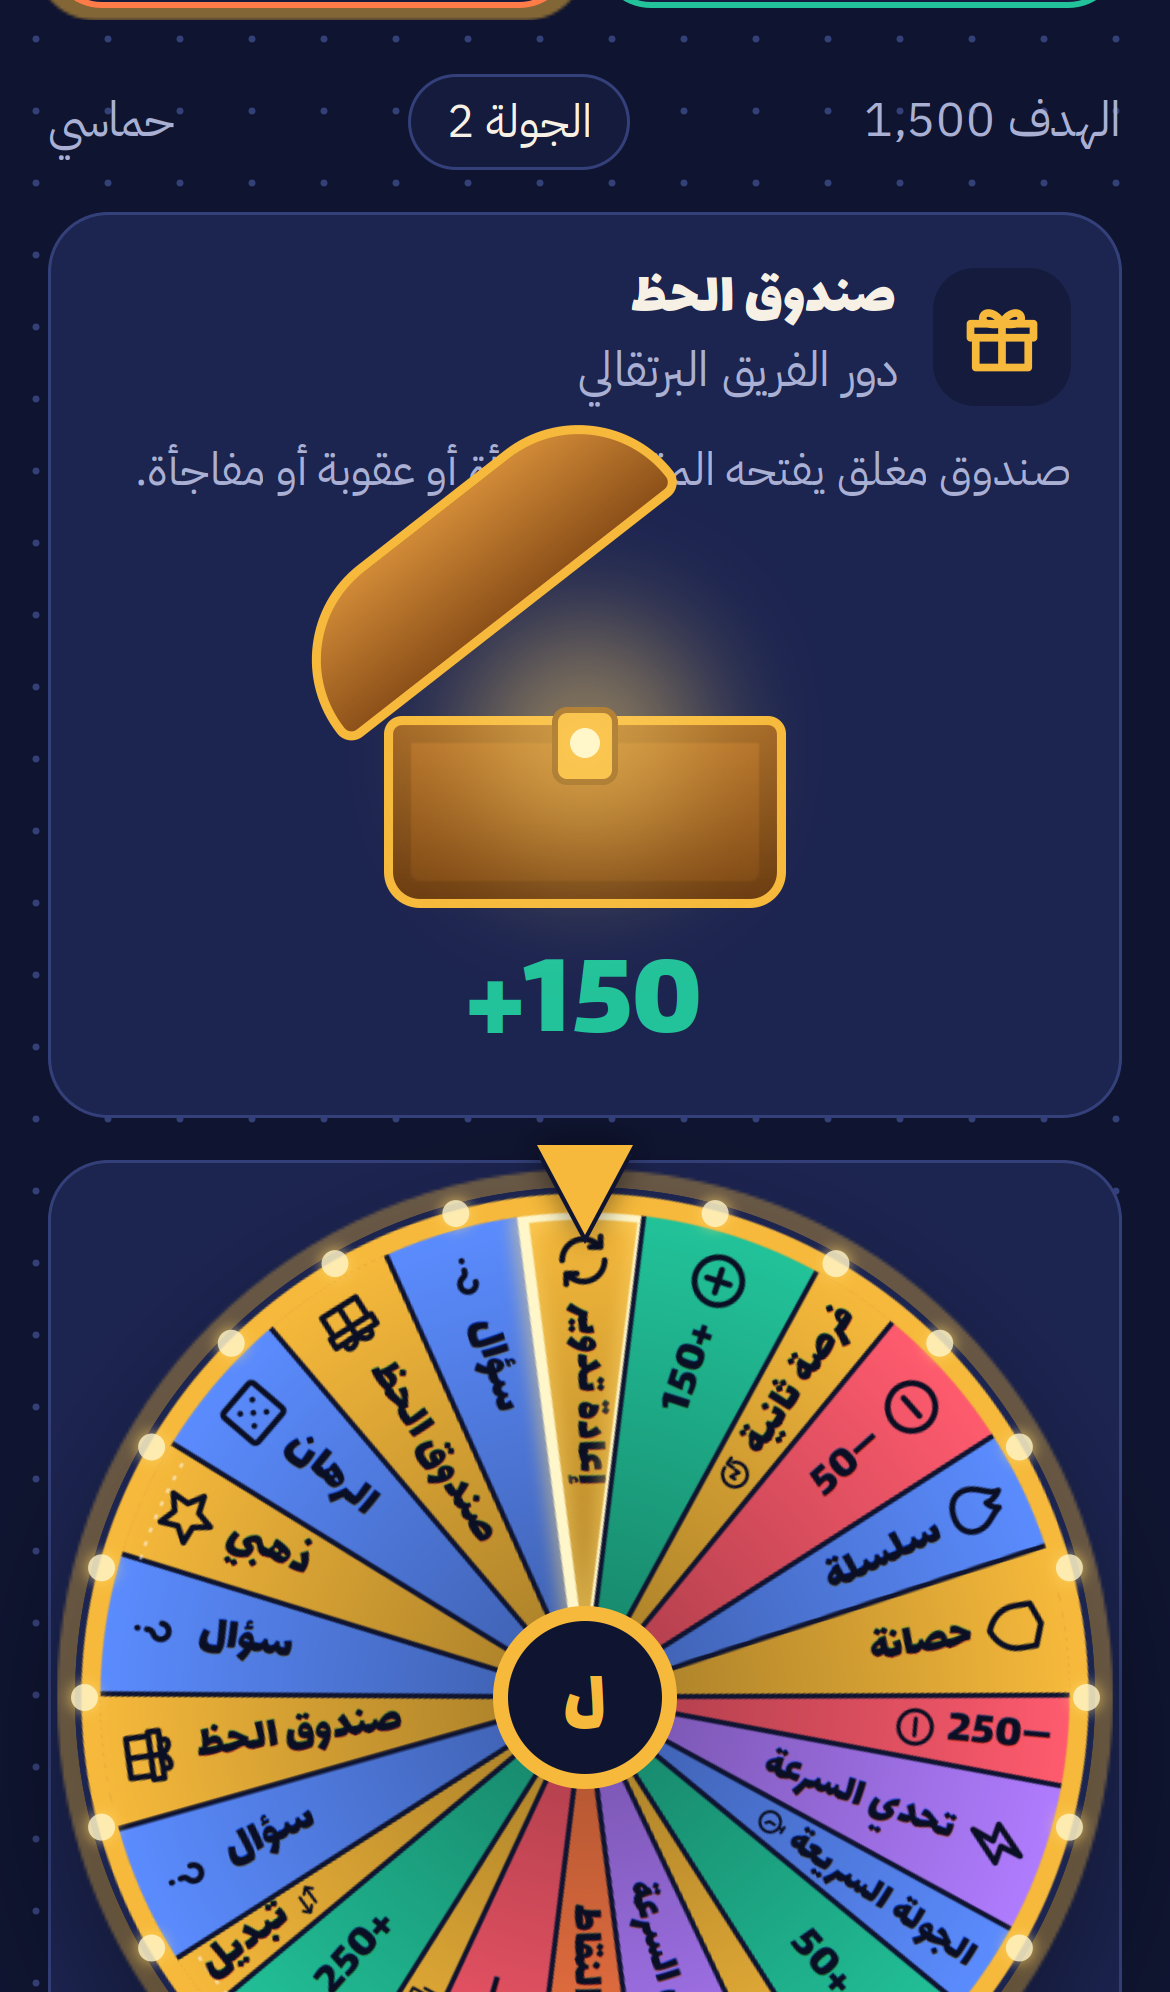 الهدف 1,500
الجولة 2
حماسي
صندوق الحظ
دور الفريق البرتقالي
صندوق مغلق يفتحه أو عقوبة أو مفاجأة.
+150
إعادة تدوير
+150
فرصة ثانية
−50
سلسلة
حصانة
−250
تحدي السرعة
الجولة السريعة
+50
السرعة
النقاط
+250
تبديل
سؤال
صندوق الحظ
سؤال
ذهبي
الرهان
صندوق الحظ
سؤال
ل